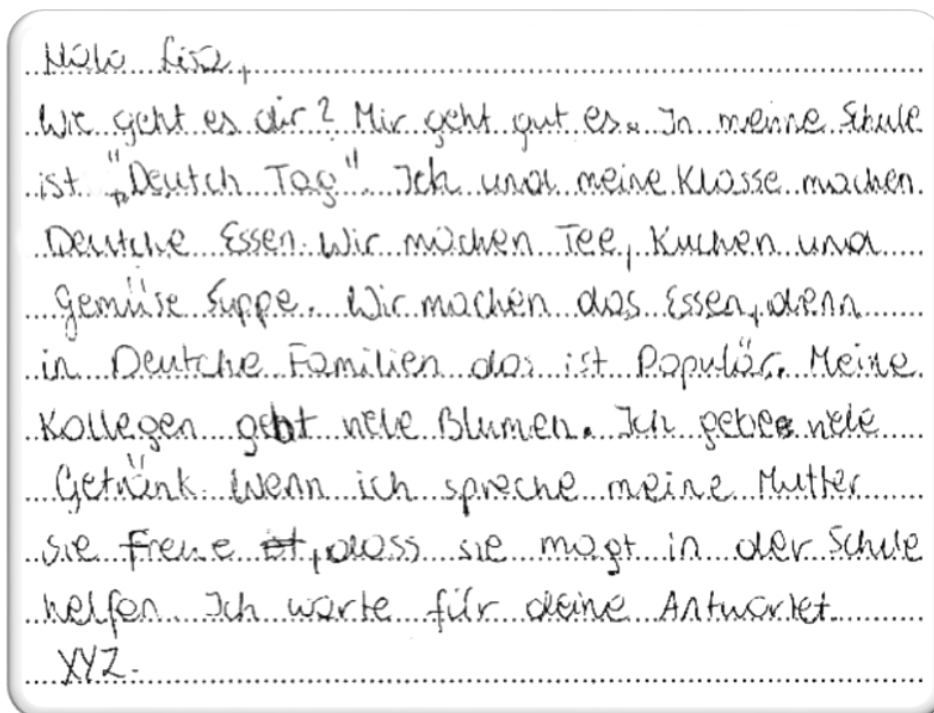 Halo Lisa,
Wie geht es dir? Mir geht gut es. In meine Schule
ist "Deutch Tag". Ich und meine Klasse machen
Deutche Essen. Wir machen Tee, Kuchen und
Gemüse Suppe. Wir machen das Essen, denn
in Deutche Familien das ist Populär. Meine
Kollegen gebt viele Blumen. Ich gebe viele
Getränk. Wenn ich spreche meine Mutter
sie freue, dass sie magt in der Schule
helfen. Ich warte für deine Antwortet.
XYZ.